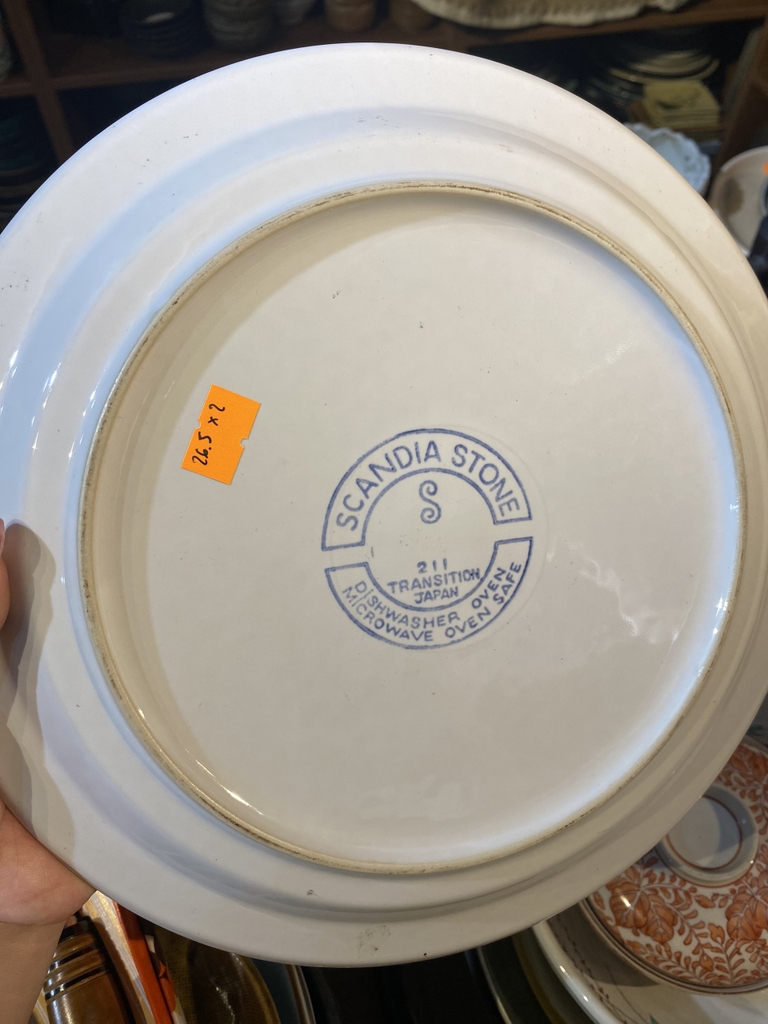 26.5 x 2
SCANDIA STONE
S
211
TRANSITION
JAPAN
DISHWASHER OVEN
MICROWAVE OVEN SAFE